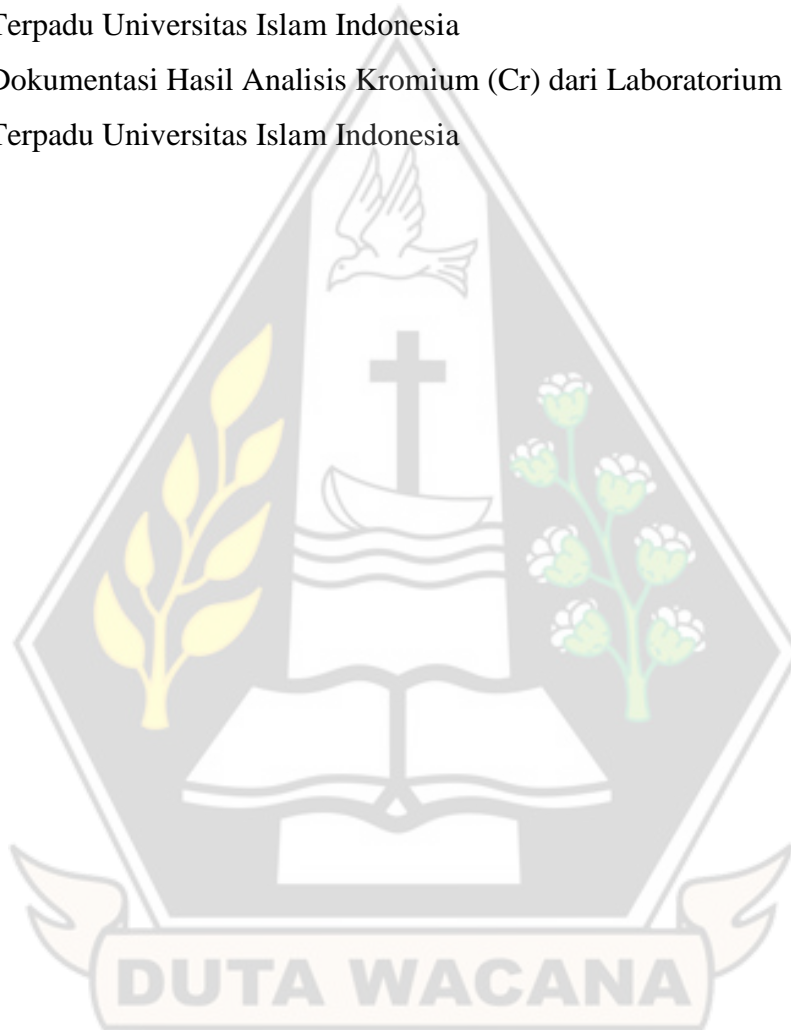 Terpadu Universitas Islam Indonesia
Dokumentasi Hasil Analisis Kromium (Cr) dari Laboratorium
Terpadu Universitas Islam Indonesia
DUTA WACANA